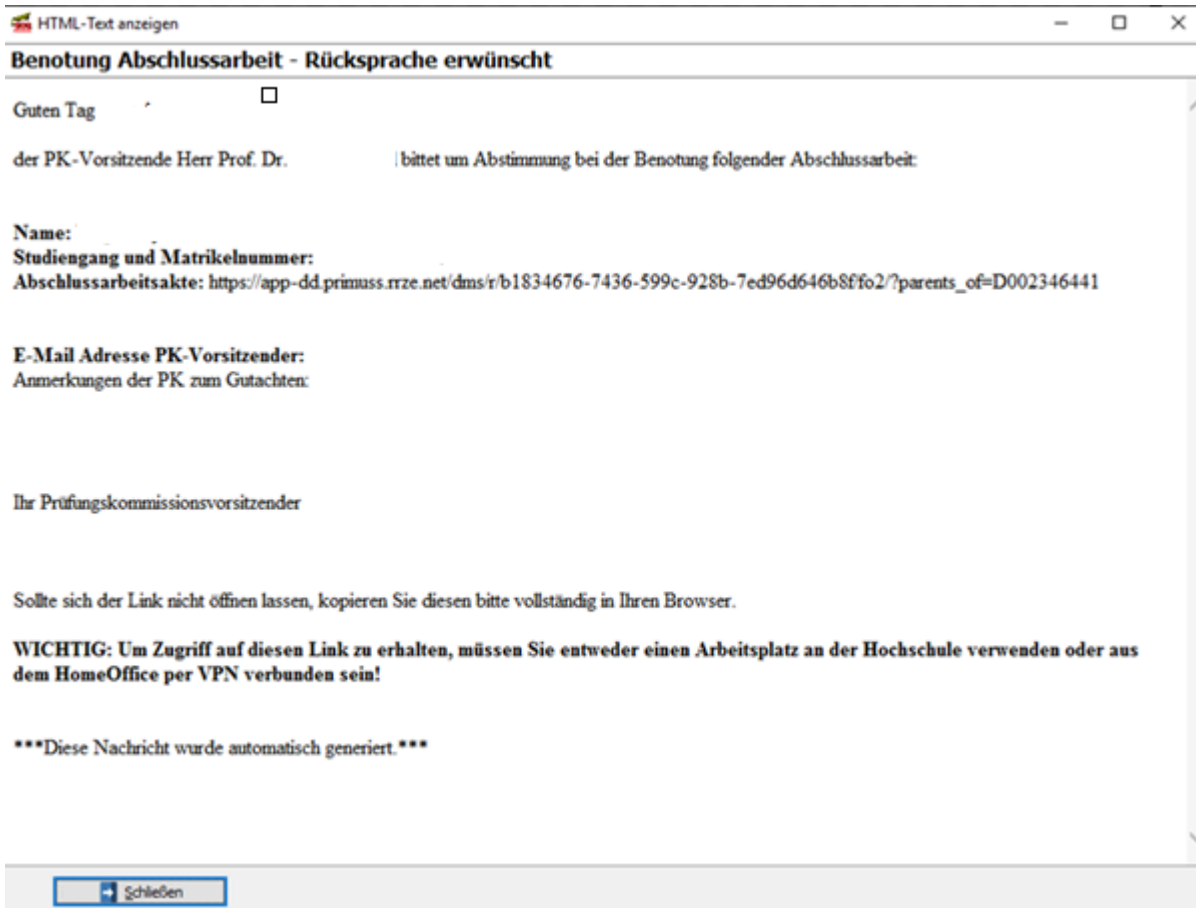 HTML-Text anzeigen
Benotung Abschlussarbeit - Rücksprache erwünscht
Guten Tag
der PK-Vorsitzende Herr Prof. Dr. bittet um Abstimmung bei der Benotung folgender Abschlussarbeit:
Name:
Studiengang und Matrikelnummer:
Abschlussarbeitsakte: https://app-dd.primuss.rrze.net/dms/r/b1834676-7436-599c-928b-7ed96d646b8f/fo2/?parents_of=D002346441
E-Mail Adresse PK-Vorsitzender:
Anmerkungen der PK zum Gutachten:
Ihr Prüfungskommissionsvorsitzender
Sollte sich der Link nicht öffnen lassen, kopieren Sie diesen bitte vollständig in Ihren Browser.
WICHTIG: Um Zugriff auf diesen Link zu erhalten, müssen Sie entweder einen Arbeitsplatz an der Hochschule verwenden oder aus
dem HomeOffice per VPN verbunden sein!
***Diese Nachricht wurde automatisch generiert.***
Schließen